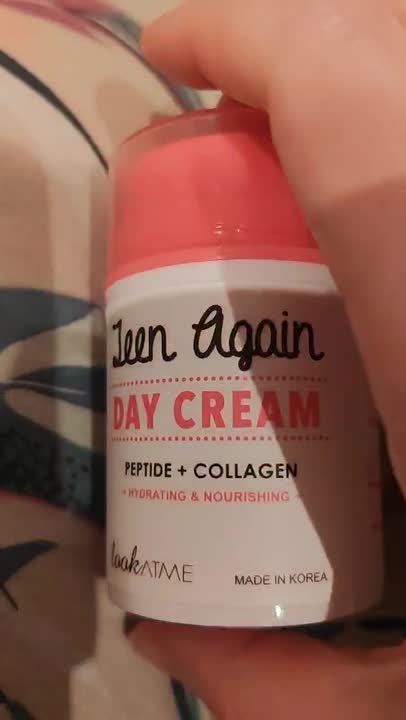 Teen Again
DAY CREAM
PEPTIDE + COLLAGEN
+ HYDRATING & NOURISHING +
lookATME
MADE IN KOREA